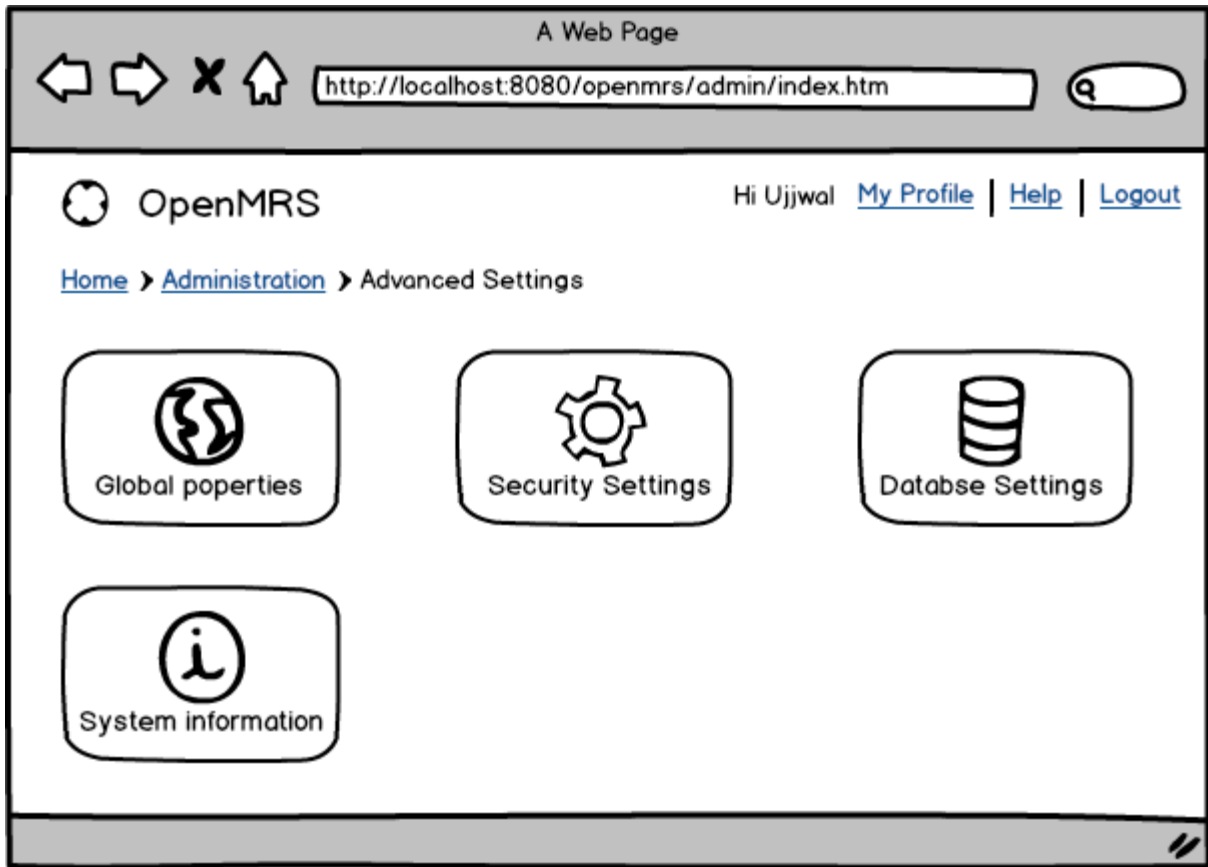 A Web Page
http://localhost:8080/openmrs/admin/index.htm
OpenMRS
Hi Ujjwal My Profile | Help | Logout
Home > Administration > Advanced Settings
Global poperties
Security Settings
Databse Settings
System information